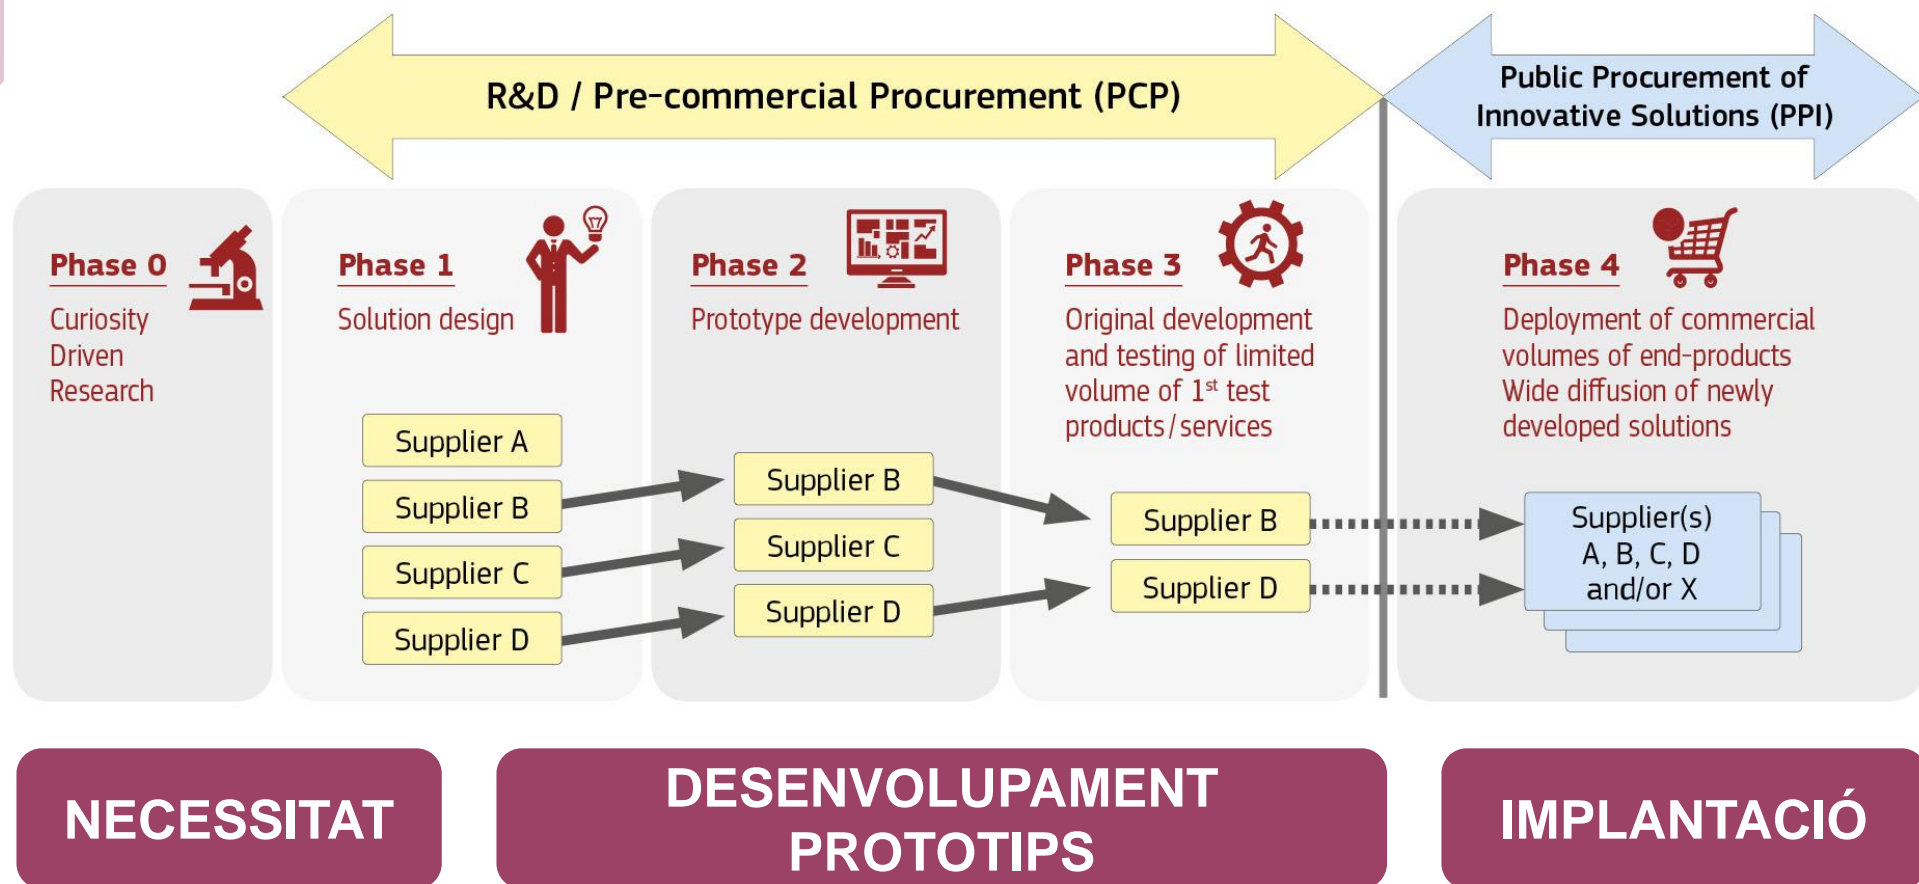 R&D / Pre-commercial Procurement (PCP)
Public Procurement of
Innovative Solutions (PPI)
Phase 0
Curiosity
Driven
Research
Phase 1
Solution design
Supplier A
Supplier B
Supplier C
Supplier D
Phase 2
Prototype development
Supplier B
Supplier C
Supplier D
Phase 3
Original development
and testing of limited
volume of 1st test
products/services
Supplier B
Supplier D
Phase 4
Deployment of commercial
volumes of end-products
Wide diffusion of newly
developed solutions
Supplier(s)
A, B, C, D
and/or X
NECESSITAT
DESENVOLUPAMENT
PROTOTIPS
IMPLANTACIÓ